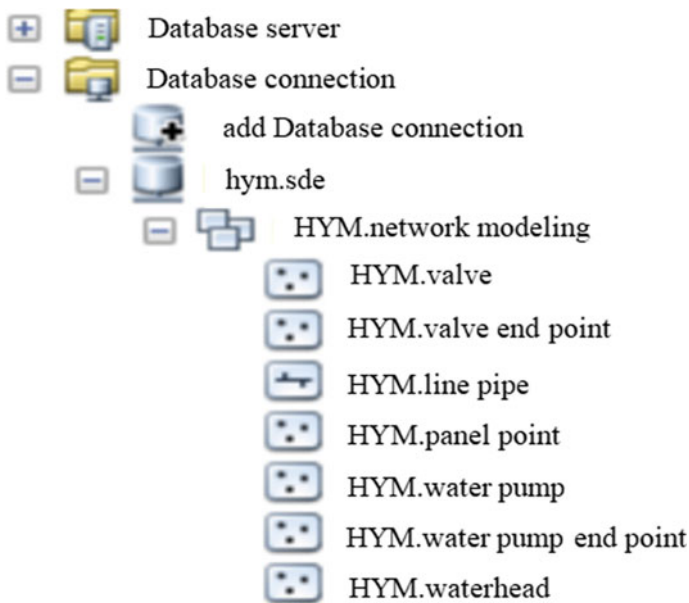 Database server
Database connection
add Database connection
hym.sde
HYM.network modeling
HYM.valve
HYM.valve end point
HYM.line pipe
HYM.panel point
HYM.water pump
HYM.water pump end point
HYM.waterhead